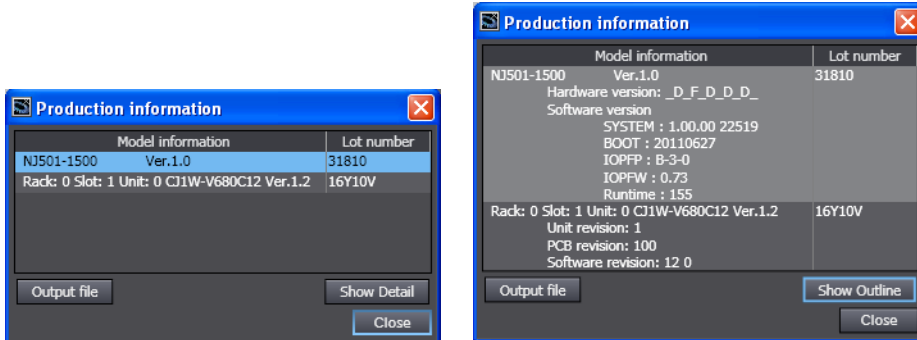 Production information
Model information Lot number
NJ501-1500 Ver.1.0 31810
Rack: 0 Slot: 1 Unit: 0 CJ1W-V680C12 Ver.1.2 16Y10V
Output file Show Detail
Close
Production information
Model information Lot number
NJ501-1500 Ver.1.0 31810
Hardware version: _D_F_D_D_D_
Software version
SYSTEM : 1.00.00 22519
BOOT : 20110627
IOPFP : B-3-0
IOPFW : 0.73
Runtime : 155
Rack: 0 Slot: 1 Unit: 0 CJ1W-V680C12 Ver.1.2 16Y10V
Unit revision: 1
PCB revision: 100
Software revision: 12 0
Output file Show Outline
Close